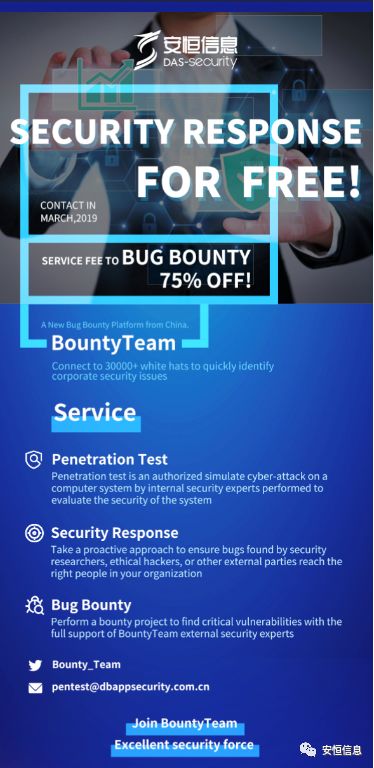 安恒信息
DAS-security
SECURITY RESPONSE
FOR FREE!
CONTACT IN
MARCH,2019
SERVICE FEE TO BUG BOUNTY
75% OFF!
A New Bug Bounty Platform from China.
BountyTeam
Connect to 30000+ white hats to quickly identify
corporate security issues
Service
Penetration Test
Penetration test is an authorized simulate cyber-attack on a
computer system by internal security experts performed to
evaluate the security of the system
Security Response
Take a proactive approach to ensure bugs found by security
researchers, ethical hackers, or other external parties reach the
right people in your organization
Bug Bounty
Perform a bounty project to find critical vulnerabilities with the
full support of BountyTeam external security experts
Bounty_Team
pentest@dbappsecurity.com.cn
Join BountyTeam
Excellent security force
安恒信息